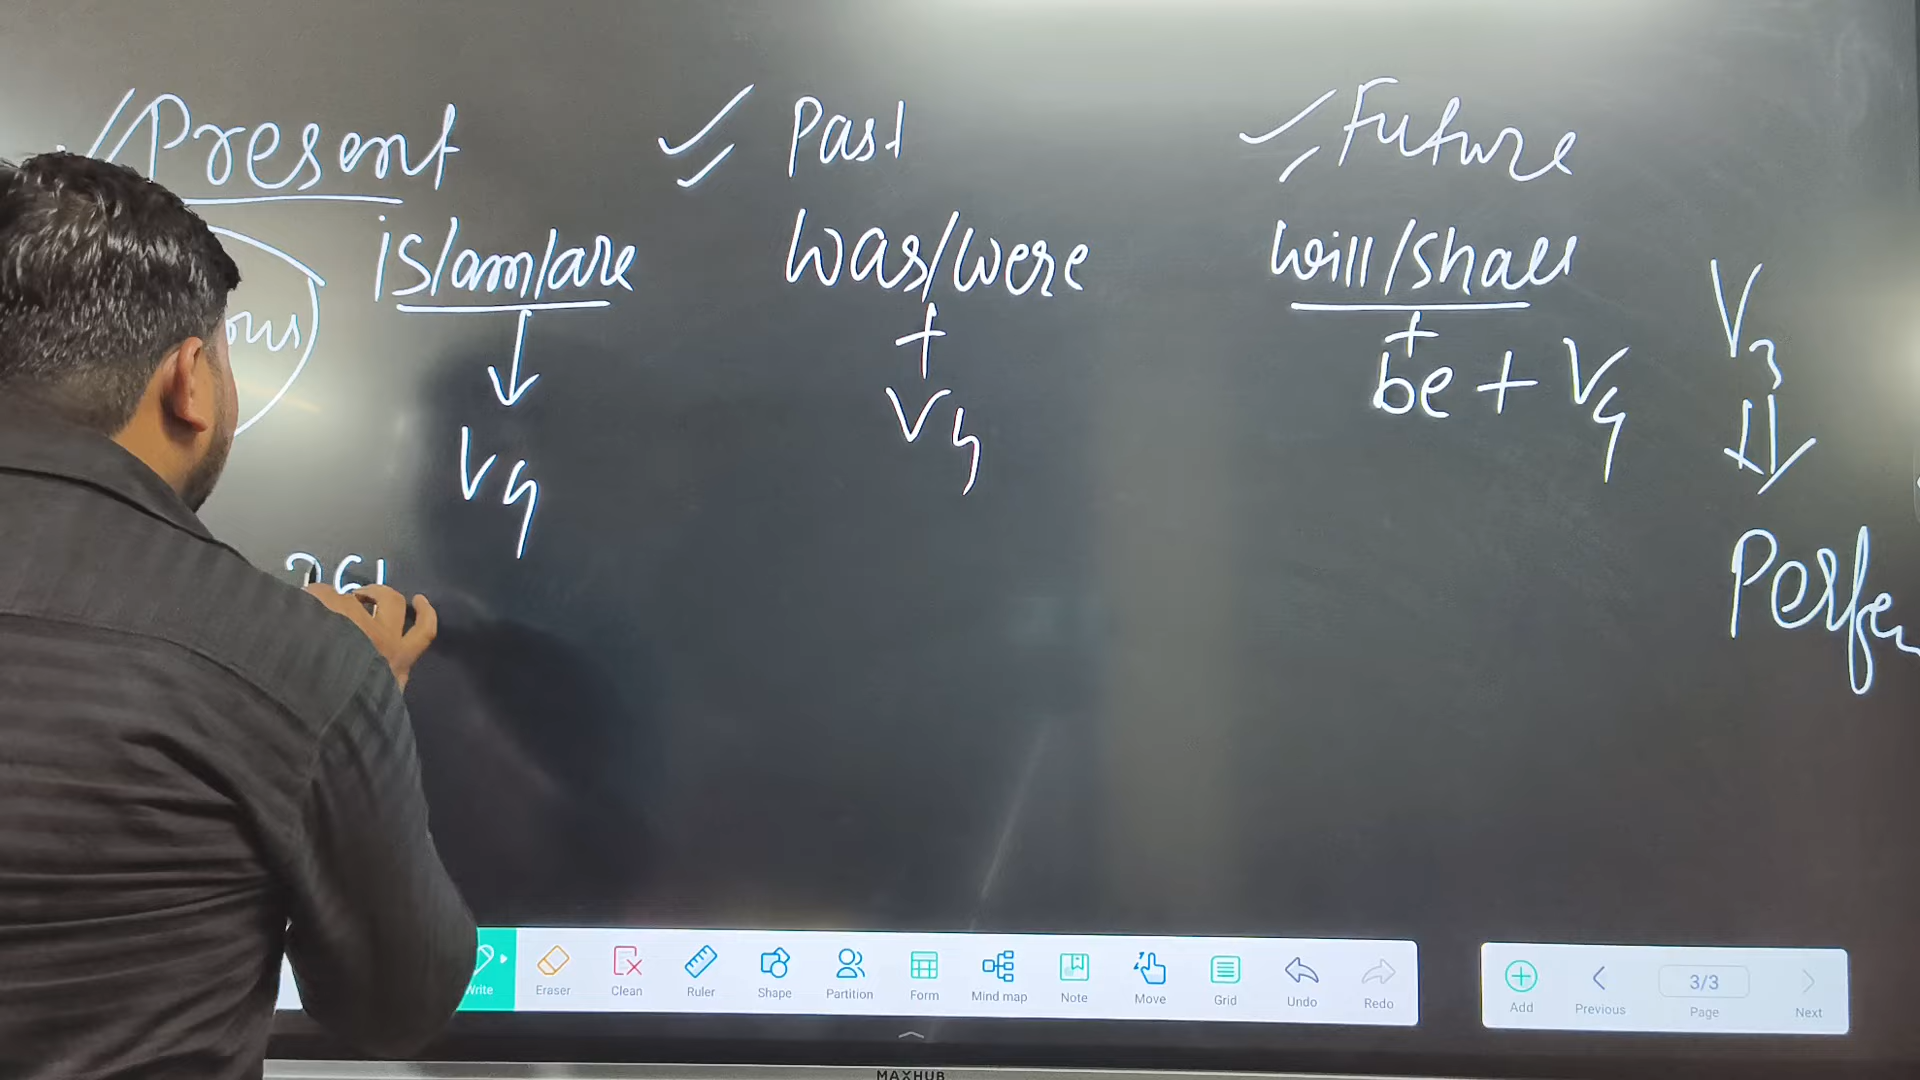 Present Past Future
is/am/are was/were will/shall
↓ + +
V4 V4 be + V4
V3
⇓
Write Eraser Clean Ruler Shape Partition Form Mind map Note Move Grid Undo Redo
Add Previous 3/3 Page Next
MAXHUB